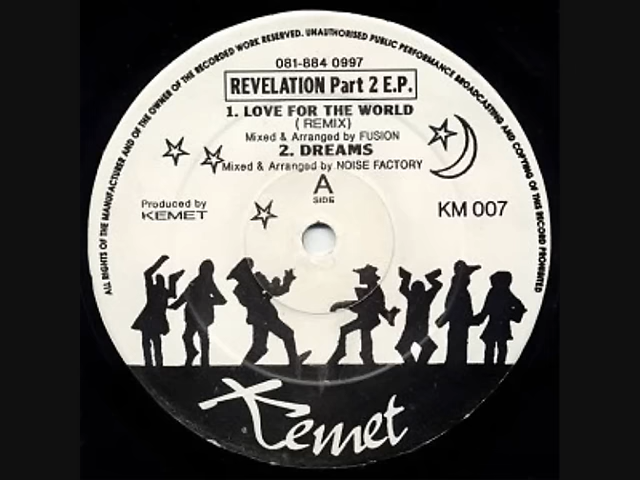 ALL RIGHTS OF THE MANUFACTURER AND OF THE OWNER OF THE RECORDED WORK RESERVED. UNAUTHORISED PUBLIC PERFORMANCE BROADCASTING AND COPYING OF THIS RECORD PROHIBITED
081-884 0997
REVELATION Part 2 E.P.
1. LOVE FOR THE WORLD
( REMIX)
Mixed & Arranged by FUSION
2. DREAMS
Mixed & Arranged by NOISE FACTORY
A
SIDE
Produced by
KEMET
KM 007
Kemet